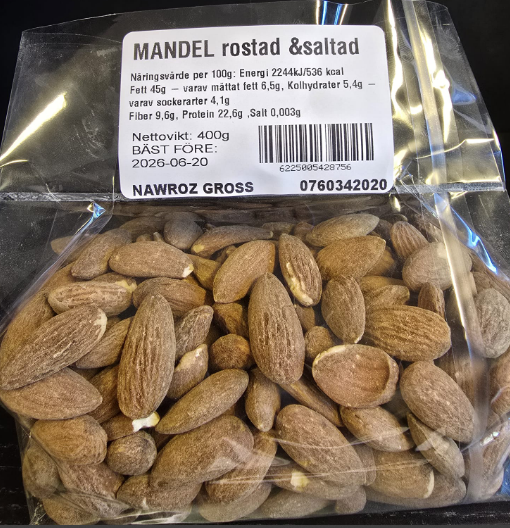 MANDEL rostad &saltad
Näringsvärde per 100g: Energi 2244kJ/536 kcal
Fett 45g – varav mättat fett 6,5g, Kolhydrater 5,4g –
varav sockerarter 4,1g
Fiber 9,6g, Protein 22,6g ,Salt 0,003g
Nettovikt: 400g
BÄST FÖRE:
2026-06-20
6225005428756
NAWROZ GROSS 0760342020